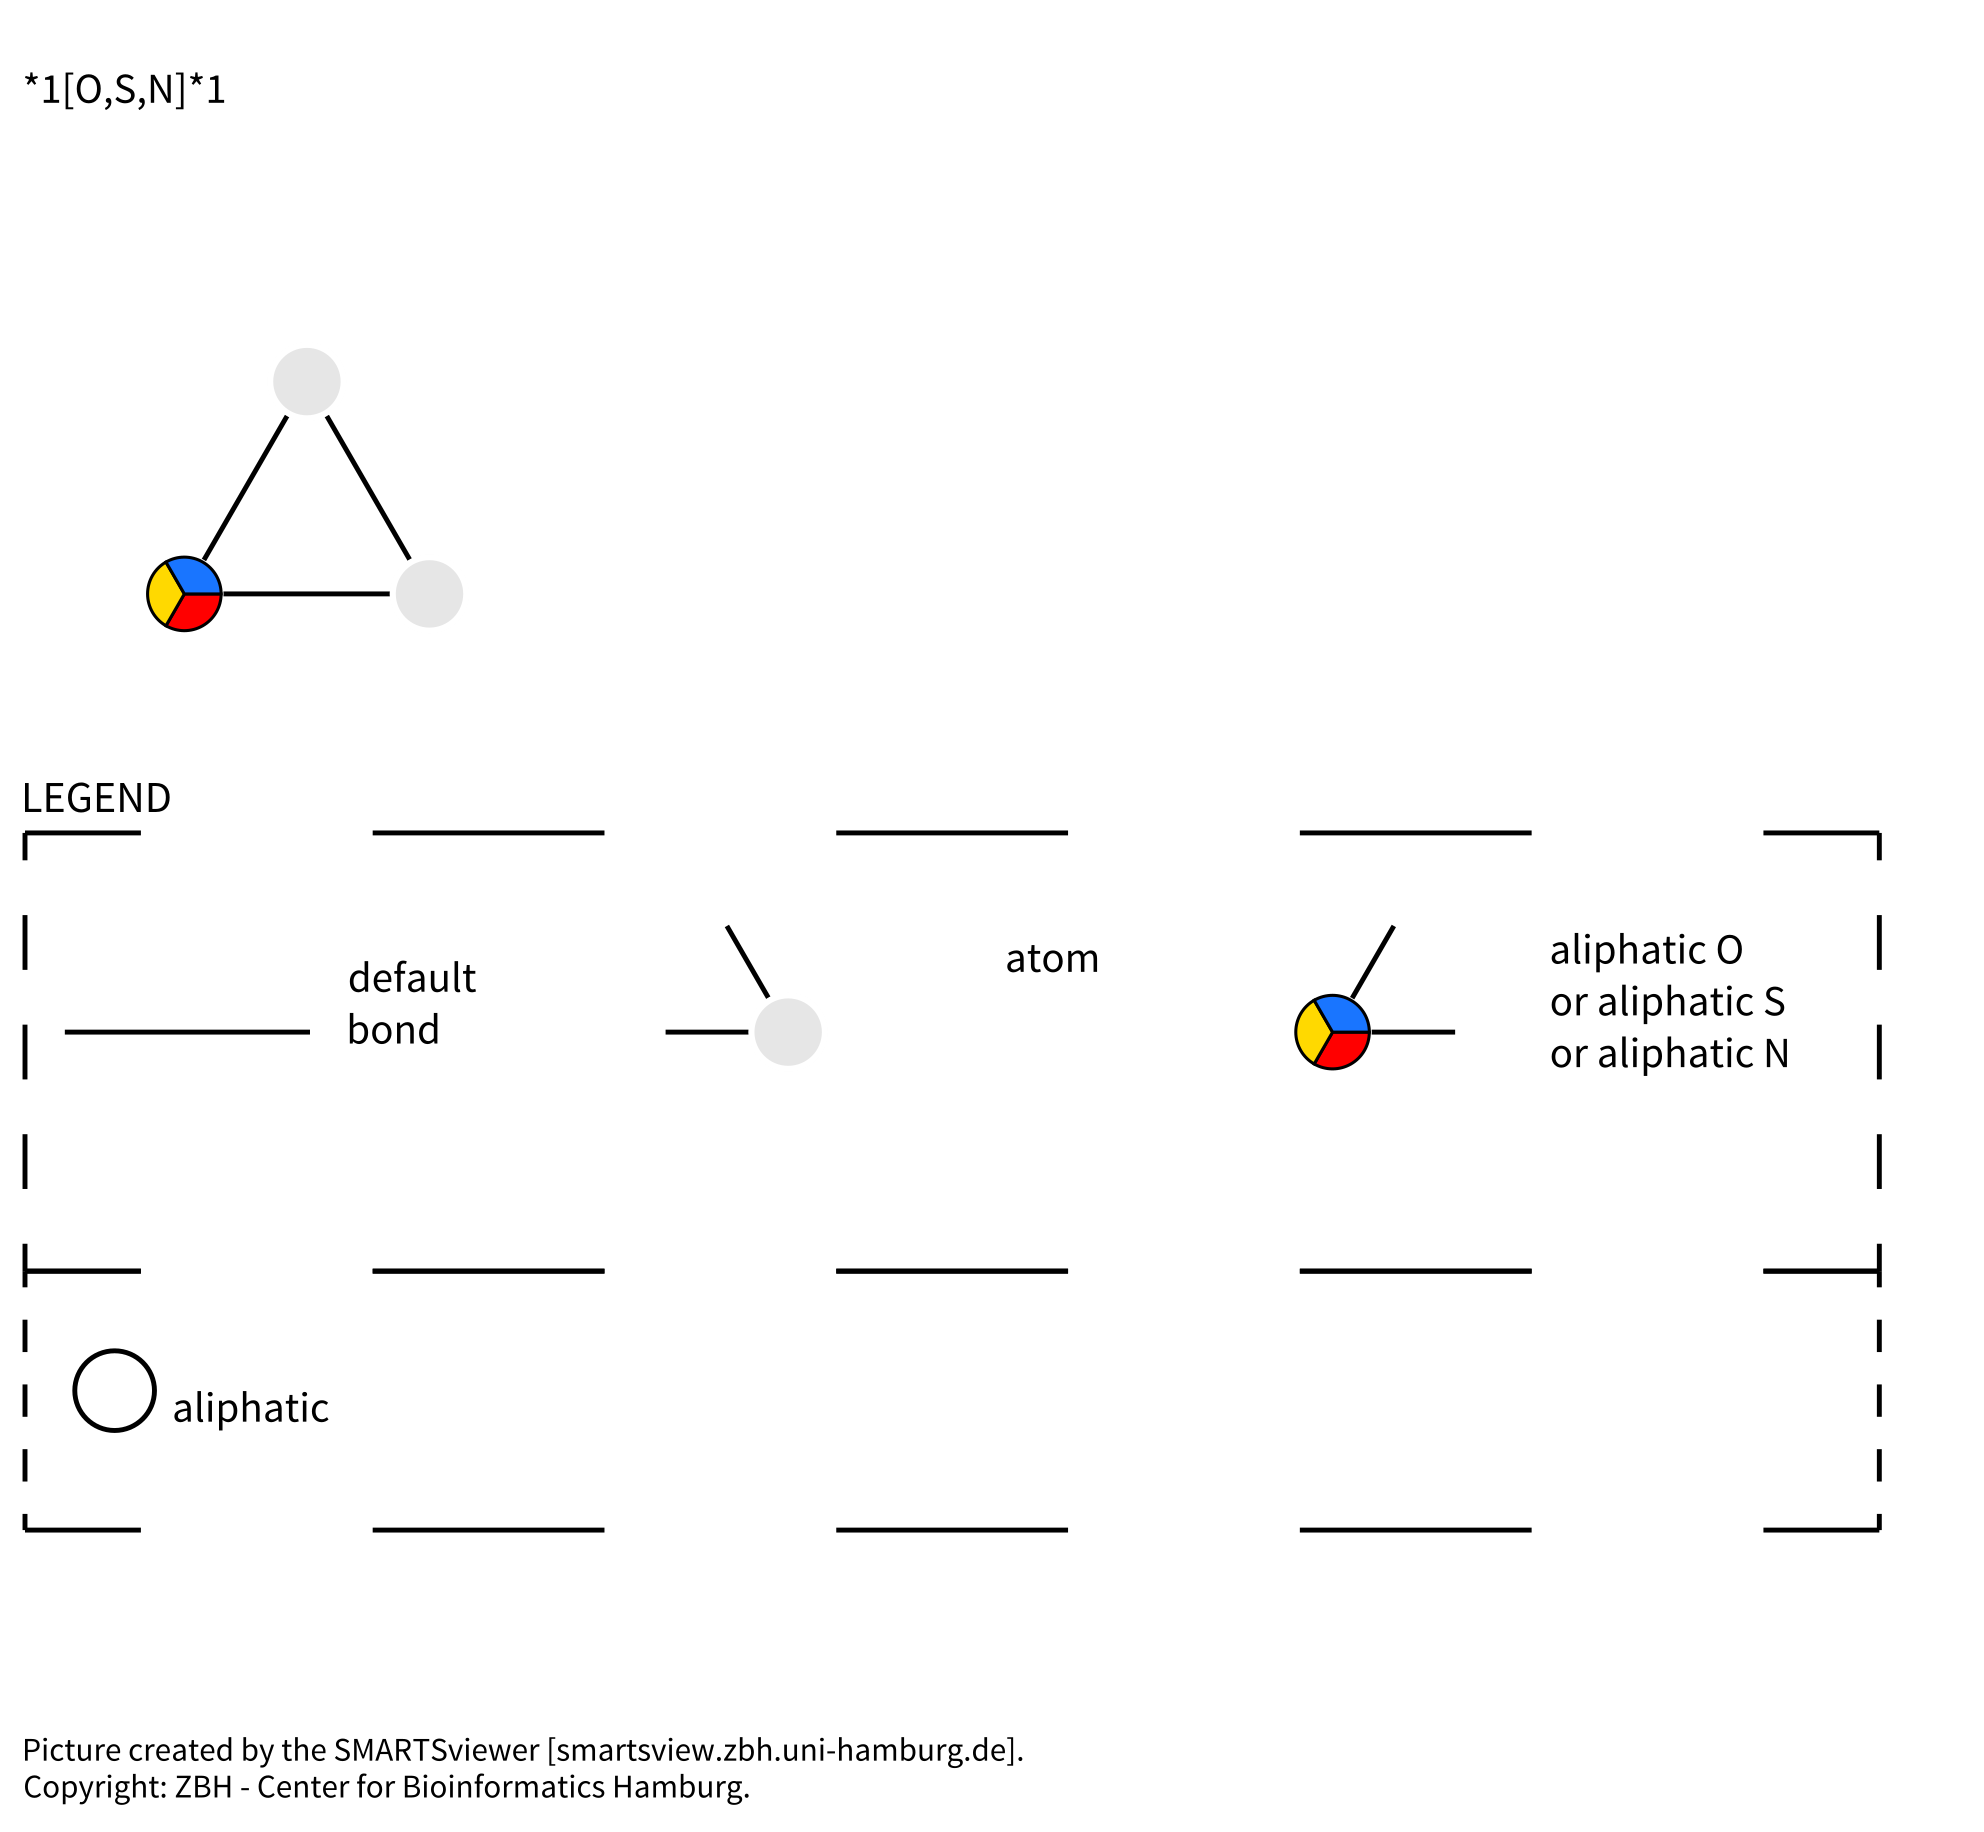 *1[O,S,N]*1
LEGEND
default
bond
atom
aliphatic O
or aliphatic S
or aliphatic N
aliphatic
Picture created by the SMARTSviewer [smartsview.zbh.uni-hamburg.de].
Copyright: ZBH - Center for Bioinformatics Hamburg.